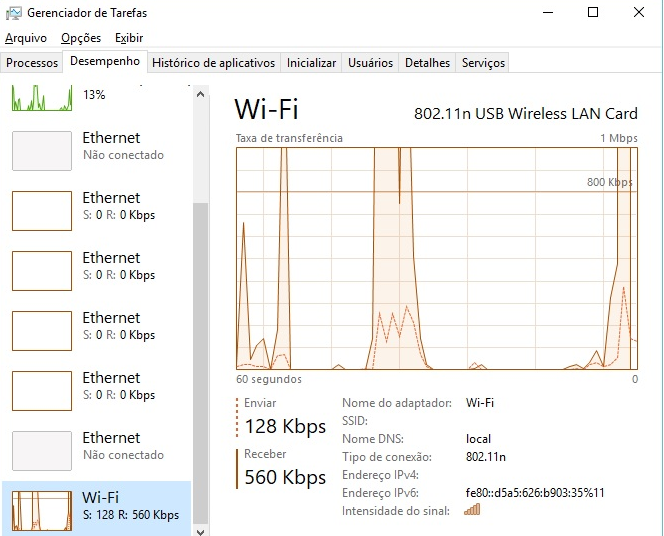 Gerenciador de Tarefas
Arquivo Opções Exibir
Processos Desempenho Histórico de aplicativos Inicializar Usuários Detalhes Serviços
13%
Ethernet
Não conectado
Ethernet
S: 0 R: 0 Kbps
Ethernet
S: 0 R: 0 Kbps
Ethernet
S: 0 R: 0 Kbps
Ethernet
S: 0 R: 0 Kbps
Ethernet
Não conectado
Wi-Fi
S: 128 R: 560 Kbps
Wi-Fi 802.11n USB Wireless LAN Card
Taxa de transferência 1 Mbps
800 Kbps
60 segundos 0
Enviar
128 Kbps
Receber
560 Kbps
Nome do adaptador: Wi-Fi
SSID:
Nome DNS: local
Tipo de conexão: 802.11n
Endereço IPv4:
Endereço IPv6: fe80::d5a5:626:b903:35%11
Intensidade do sinal: